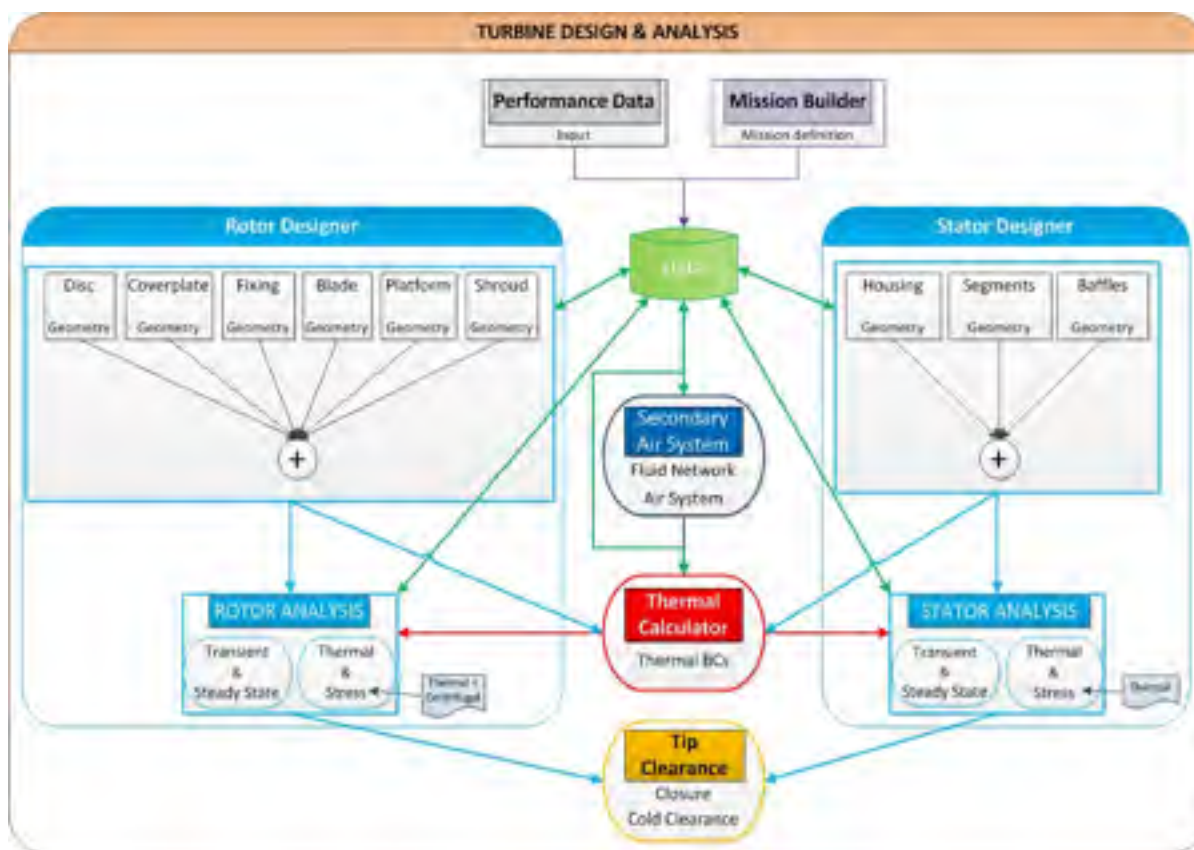 TURBINE DESIGN & ANALYSIS
Performance Data
Input
Mission Builder
Mission definition
Rotor Designer
Stator Designer
Disc
Geometry
Coverplate
Geometry
Fixing
Geometry
Blade
Geometry
Platform
Geometry
Shroud
Geometry
Housing
Geometry
Segments
Geometry
Baffles
Geometry
+
+
Secondary
Air System
Fluid Network
Air System
ROTOR ANALYSIS
Transient
&
Steady State
Thermal
&
Stress
Thermal +
Centrifugal
Thermal
Calculator
Thermal BCs
STATOR ANALYSIS
Transient
&
Steady State
Thermal
&
Stress
Thermal
Tip
Clearance
Closure
Cold Clearance